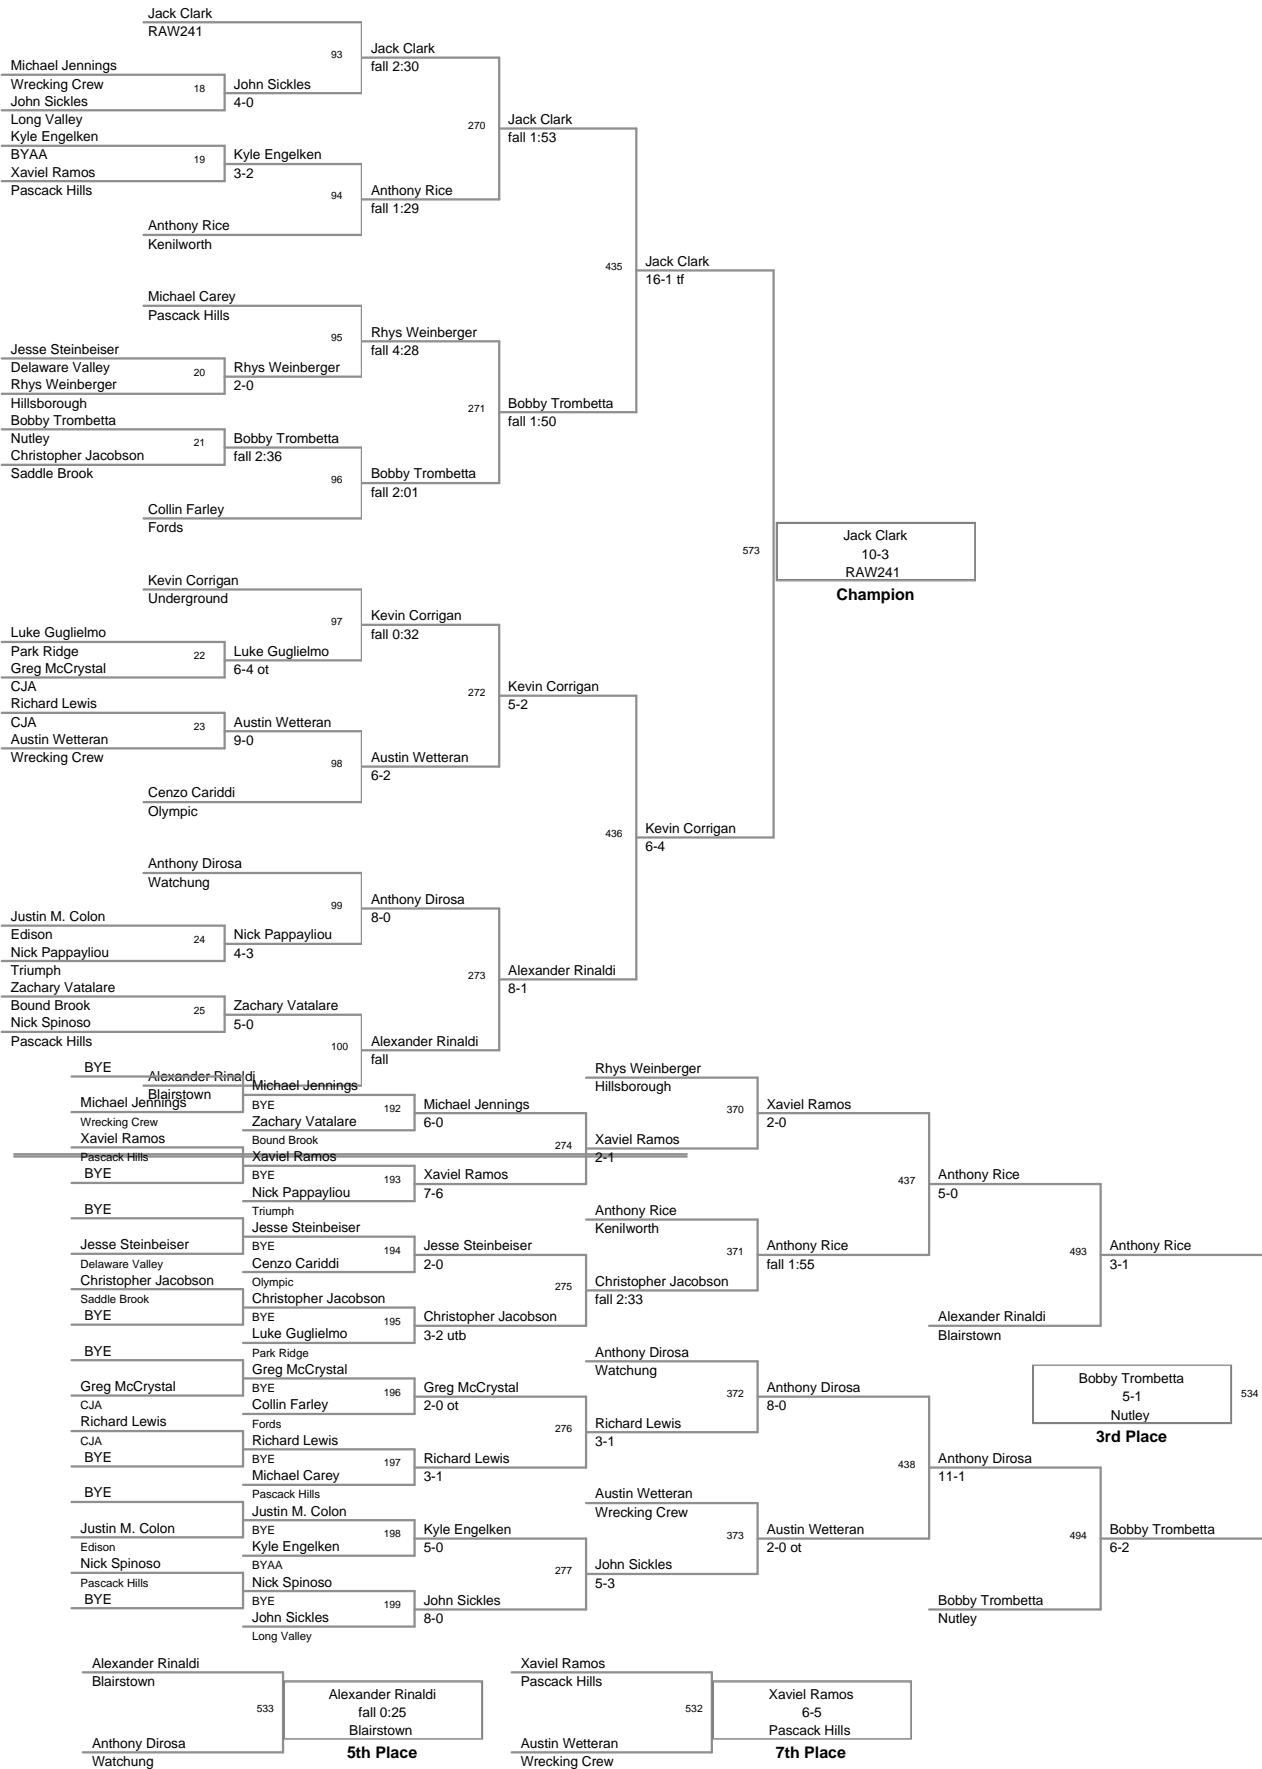 Jack Clark
RAW241
93
Jack Clark
fall 2:30
Michael Jennings
Wrecking Crew
18
John Sickles
John Sickles
4-0
Long Valley
270
Jack Clark
fall 1:53
Kyle Engelken
BYAA
19
Kyle Engelken
Xaviel Ramos
3-2
Pascack Hills
94
Anthony Rice
fall 1:29
Anthony Rice
Kenilworth
435
Jack Clark
16-1 tf
Michael Carey
Pascack Hills
95
Rhys Weinberger
fall 4:28
Jesse Steinbeiser
Delaware Valley
20
Rhys Weinberger
Rhys Weinberger
2-0
Hillsborough
271
Bobby Trombetta
fall 1:50
Bobby Trombetta
Nutley
21
Bobby Trombetta
Christopher Jacobson
fall 2:36
Saddle Brook
96
Bobby Trombetta
fall 2:01
Collin Farley
Fords
573
Jack Clark
10-3
RAW241
Champion
Kevin Corrigan
Underground
97
Kevin Corrigan
fall 0:32
Luke Guglielmo
Park Ridge
22
Luke Guglielmo
Greg McCrystal
6-4 ot
CJA
272
Kevin Corrigan
5-2
Richard Lewis
CJA
23
Austin Wetteran
Austin Wetteran
9-0
Wrecking Crew
98
Austin Wetteran
6-2
Cenzo Cariddi
Olympic
436
Kevin Corrigan
6-4
Anthony Dirosa
Watchung
99
Anthony Dirosa
8-0
Justin M. Colon
Edison
24
Nick Pappayliou
Nick Pappayliou
4-3
Triumph
273
Alexander Rinaldi
8-1
Zachary Vatalare
Bound Brook
25
Zachary Vatalare
Nick Spinoso
5-0
Pascack Hills
100
Alexander Rinaldi
fall
Alexander Rinaldi
Blairstown
BYE
Michael Jennings
Wrecking Crew
Michael Jennings
BYE
192
Michael Jennings
Zachary Vatalare
6-0
Bound Brook
Xaviel Ramos
Pascack Hills
BYE
Xaviel Ramos
BYE
193
Xaviel Ramos
Nick Pappayliou
7-6
Triumph
274
Xaviel Ramos
2-1
Rhys Weinberger
Hillsborough
370
Xaviel Ramos
2-0
BYE
Jesse Steinbeiser
Delaware Valley
Jesse Steinbeiser
BYE
194
Jesse Steinbeiser
Cenzo Cariddi
2-0
Olympic
Christopher Jacobson
Saddle Brook
BYE
Christopher Jacobson
BYE
195
Christopher Jacobson
Luke Guglielmo
3-2 utb
Park Ridge
275
Christopher Jacobson
fall 2:33
Anthony Rice
Kenilworth
371
Anthony Rice
fall 1:55
437
Anthony Rice
5-0
493
Anthony Rice
3-1
Alexander Rinaldi
Blairstown
BYE
Greg McCrystal
CJA
Greg McCrystal
BYE
196
Greg McCrystal
Collin Farley
2-0 ot
Fords
Richard Lewis
CJA
BYE
Richard Lewis
BYE
197
Richard Lewis
Michael Carey
3-1
Pascack Hills
276
Richard Lewis
3-1
Anthony Dirosa
Watchung
372
Anthony Dirosa
8-0
Bobby Trombetta
5-1
Nutley
534
3rd Place
BYE
Justin M. Colon
Edison
Justin M. Colon
BYE
198
Kyle Engelken
Kyle Engelken
5-0
BYAA
Nick Spinoso
Pascack Hills
BYE
Nick Spinoso
BYE
199
John Sickles
John Sickles
8-0
Long Valley
277
John Sickles
5-3
Austin Wetteran
Wrecking Crew
373
Austin Wetteran
2-0 ot
438
Anthony Dirosa
11-1
494
Bobby Trombetta
6-2
Bobby Trombetta
Nutley
Alexander Rinaldi
Blairstown
533
Alexander Rinaldi
fall 0:25
Blairstown
5th Place
Anthony Dirosa
Watchung
Xaviel Ramos
Pascack Hills
532
Xaviel Ramos
6-5
Pascack Hills
7th Place
Austin Wetteran
Wrecking Crew